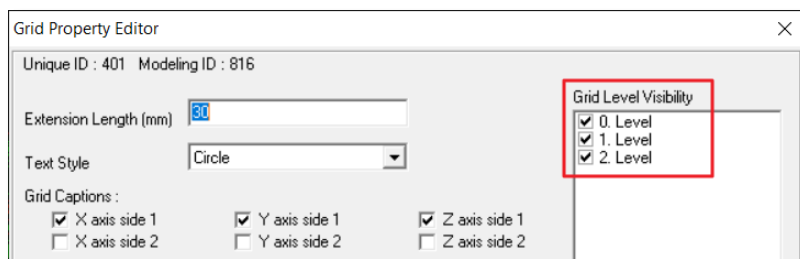 Grid Property Editor
Unique ID : 401 Modeling ID : 816
Grid Level Visibility
Extension Length (mm) 30
0. Level
1. Level
2. Level
Text Style Circle
Grid Captions :
X axis side 1 Y axis side 1 Z axis side 1
X axis side 2 Y axis side 2 Z axis side 2